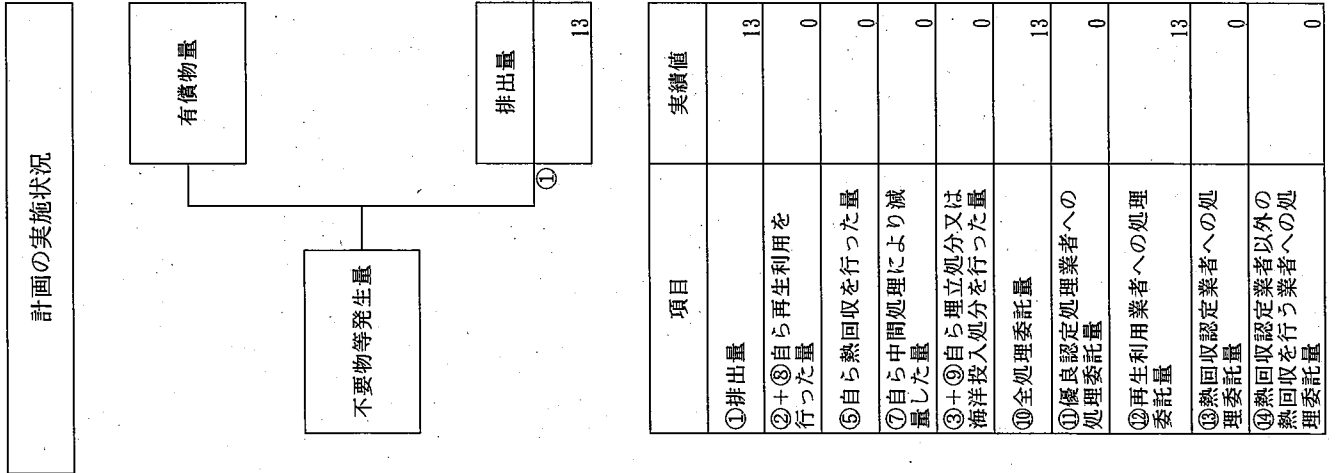 計画の実施状況
有償物量
不要物等発生量
①
排出量
13
項目
実績値
①排出量
13
②+⑧自ら再生利用を
行った量
0
⑤自ら熱回収を行った量
0
⑦自ら中間処理により減
量した量
0
③+⑨自ら埋立処分又は
海洋投入処分を行った量
0
⑩全処理委託量
13
⑪優良認定処理業者への
処理委託量
0
⑫再生利用業者への処理
委託量
13
⑬熱回収認定業者への処
理委託量
0
⑭熱回収認定業者以外の
熱回収を行う業者への処
理委託量
0